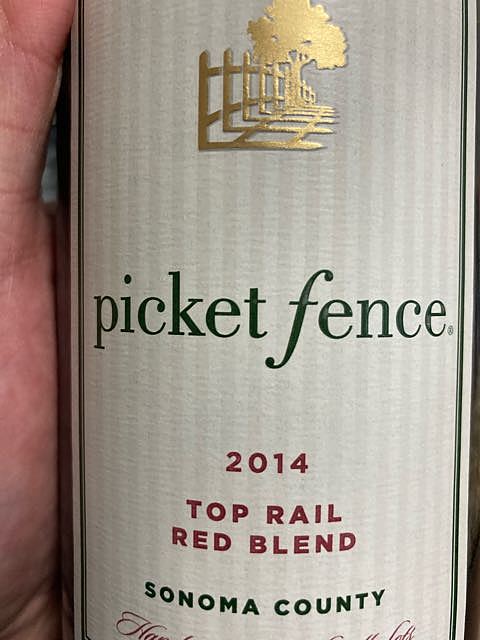 picket fence®
2014
TOP RAIL
RED BLEND
SONOMA COUNTY